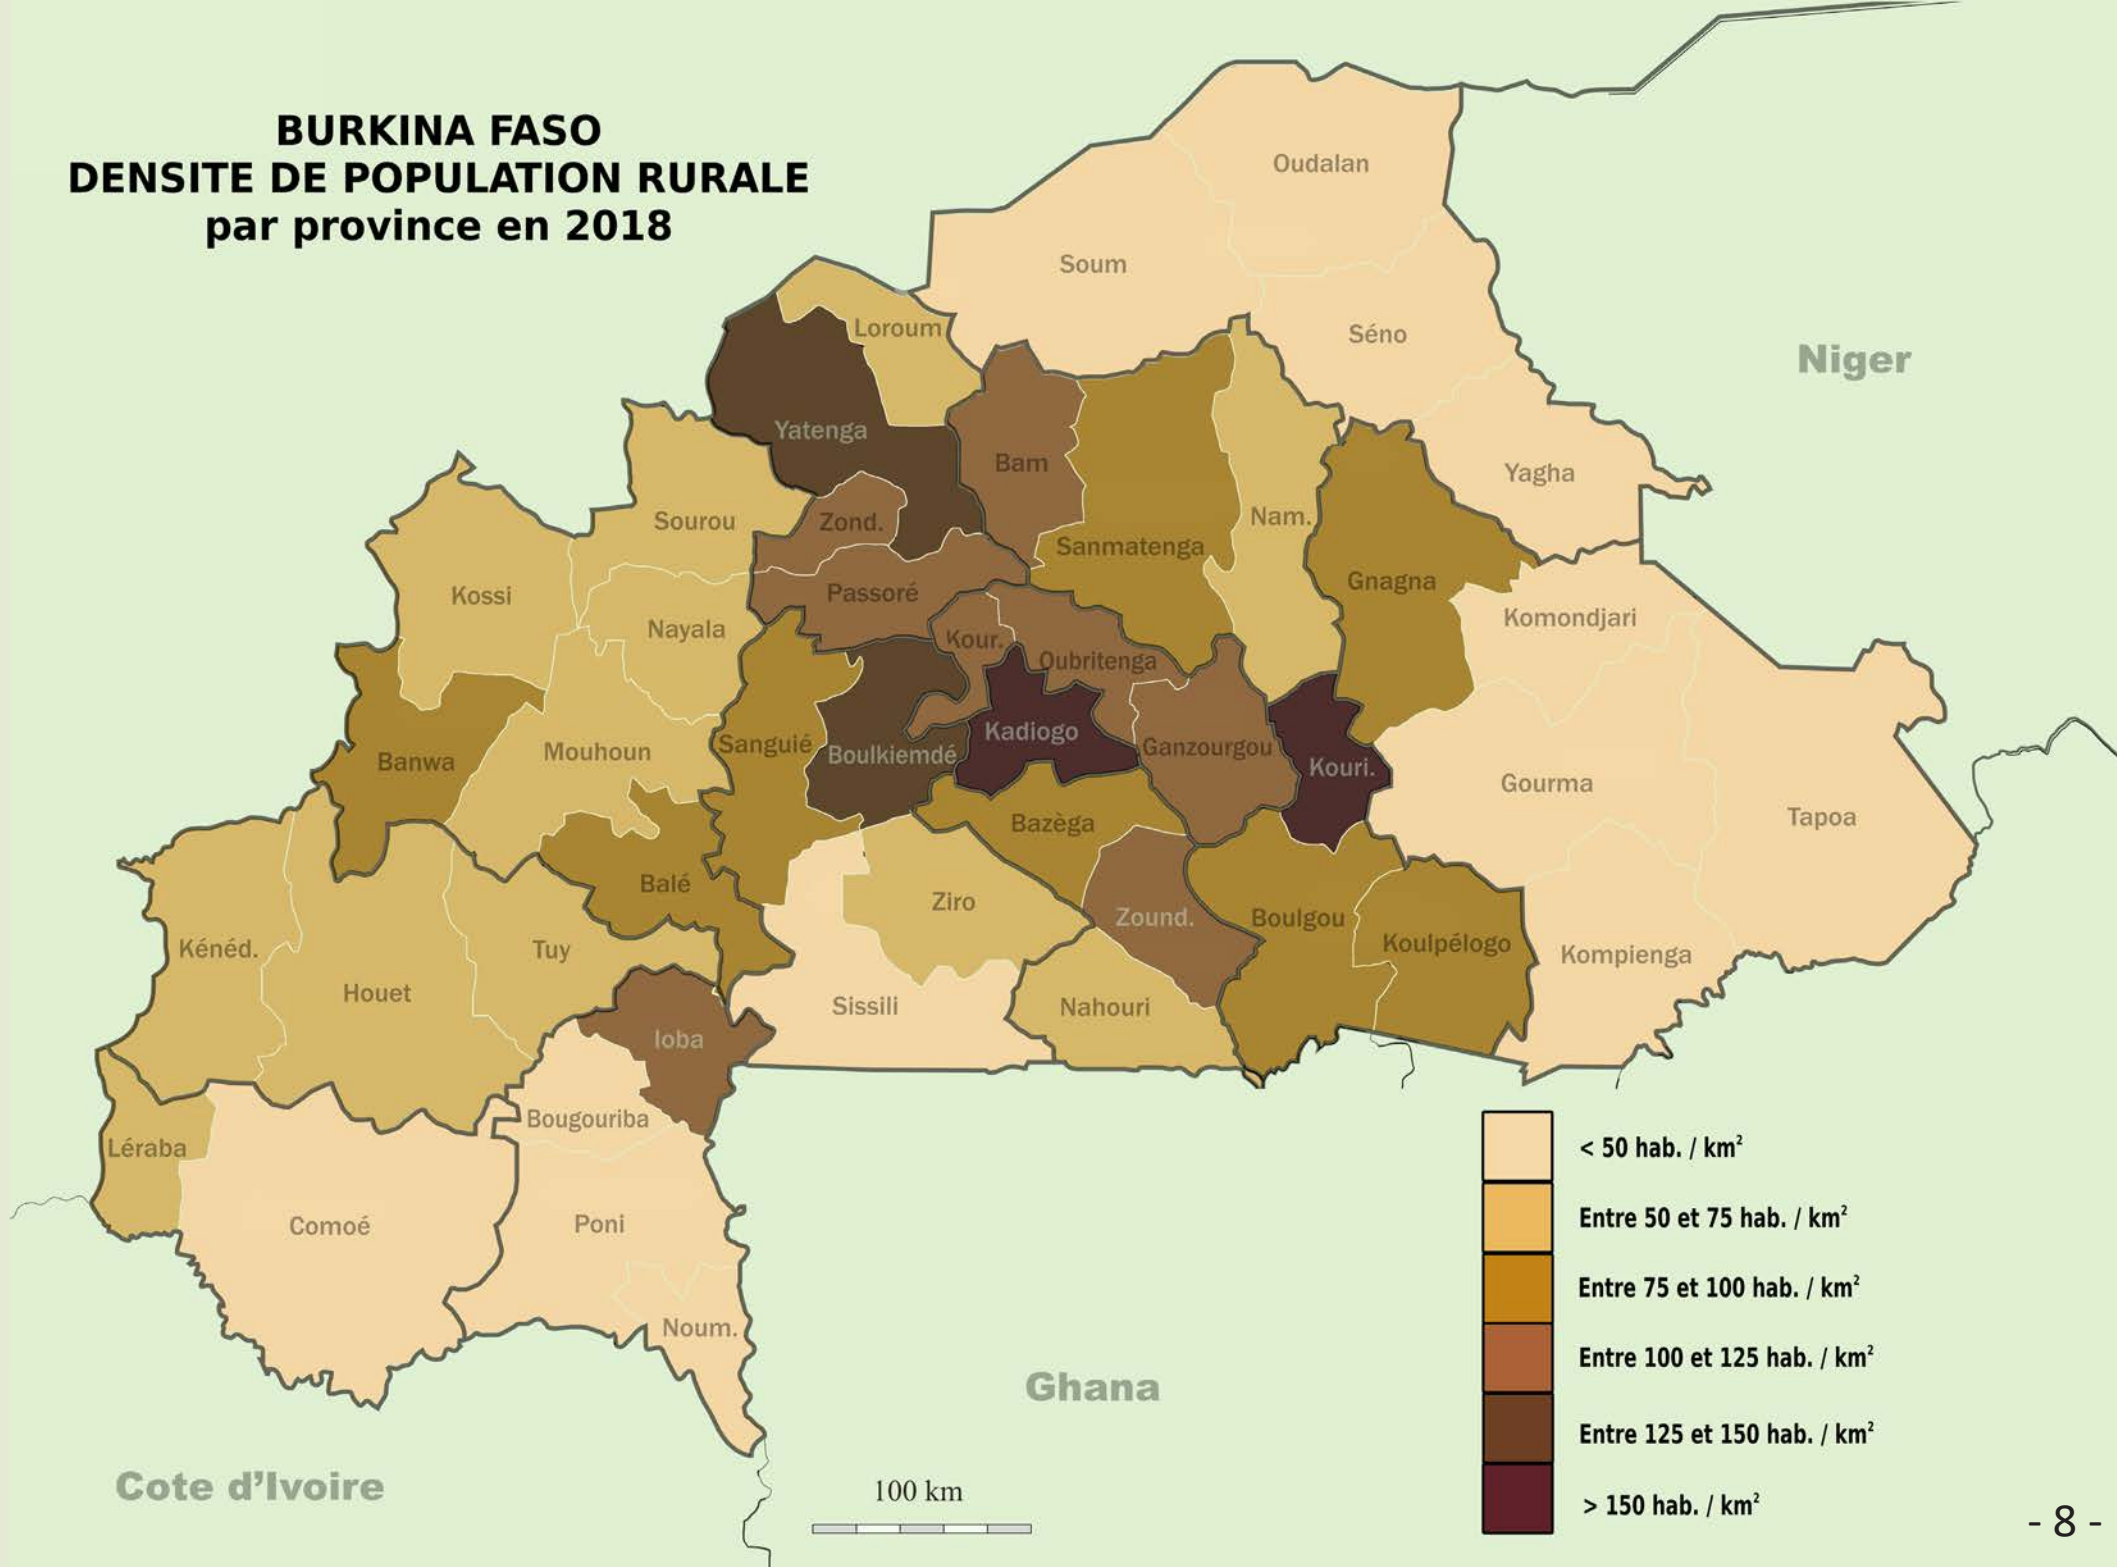 BURKINA FASO
DENSITE DE POPULATION RURALE
par province en 2018
Oudalan
Soum
Séno
Loroum
Niger
Yatenga
Bam
Yagha
Sourou
Zond.
Nam.
Sanmatenga
Kossi
Passoré
Gnagna
Komondjari
Nayala
Kour.
Oubritenga
Banwa
Mouhoun
Sanguié
Boulkiemdé
Kadiogo
Ganzourgou
Kouri.
Gourma
Tapoa
Bazèga
Balé
Ziro
Zound.
Boulgou
Koulpélogo
Kompienga
Kénéd.
Tuy
Houet
Sissili
Nahouri
Ioba
Bougouriba
Léraba
Comoé
Poni
Noum.
Ghana
Cote d'Ivoire
100 km
< 50 hab. / km²
Entre 50 et 75 hab. / km²
Entre 75 et 100 hab. / km²
Entre 100 et 125 hab. / km²
Entre 125 et 150 hab. / km²
> 150 hab. / km²
- 8 -